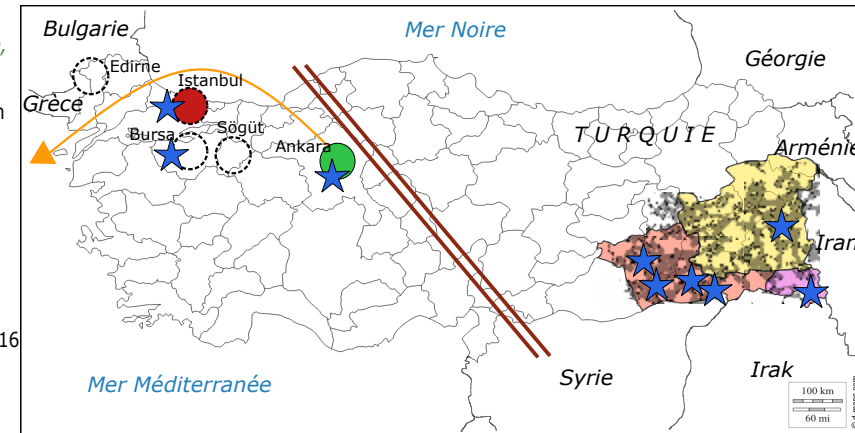 Bulgarie
Mer Noire
Géorgie
Edirne
Istanbul
Grèce
Bursa
Sögüt
Ankara
TURQUIE
Arménie
Iran
16
Mer Méditerranée
Syrie
Irak
100 km
60 mi